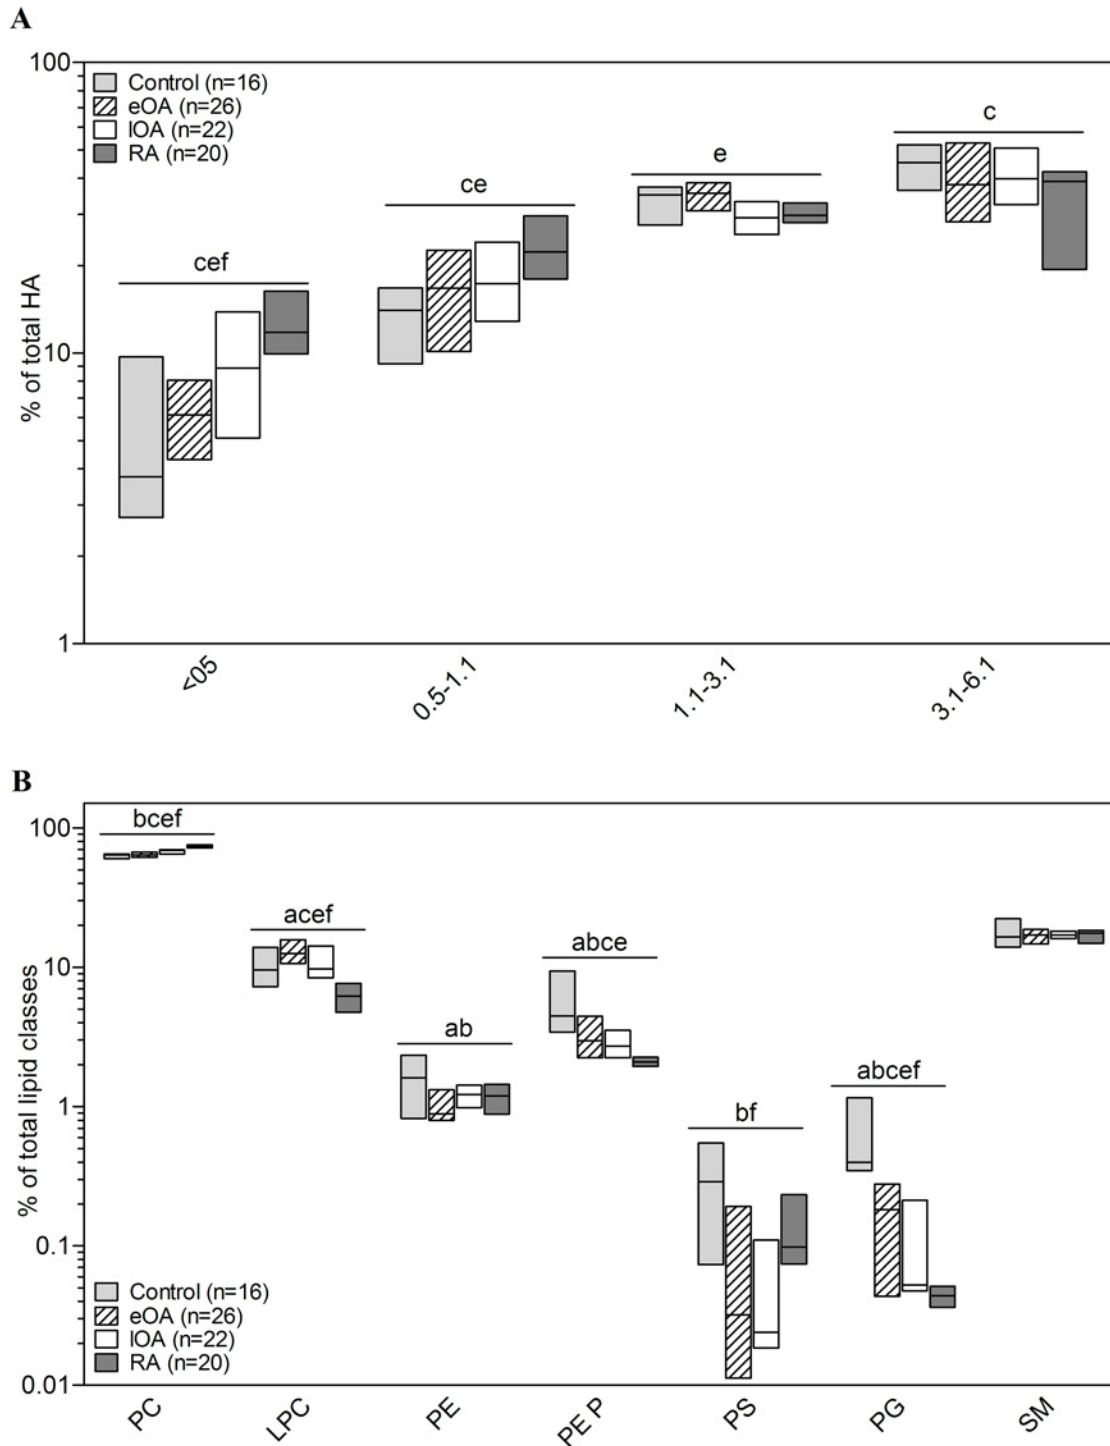 A
100
Control (n=16)
eOA (n=26)
lOA (n=22)
RA (n=20)
cef
ce
e
c
10
1
% of total HA
<05
0.5-1.1
1.1-3.1
3.1-6.1
B
100
bcef
acef
ab
abce
bf
abcef
10
1
0.1
0.01
% of total lipid classes
Control (n=16)
eOA (n=26)
lOA (n=22)
RA (n=20)
PC
LPC
PE
PE P
PS
PG
SM